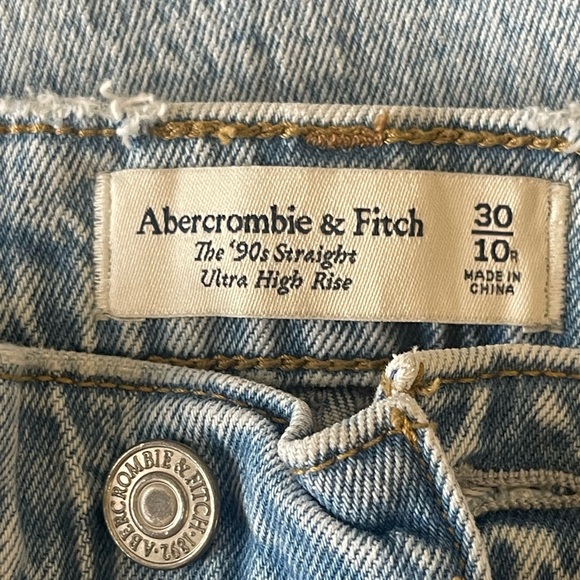 Abercrombie & Fitch
The '90s Straight
Ultra High Rise
30
10R
MADE IN
CHINA
ABERCROMBIE & FITCH · 1892 ·